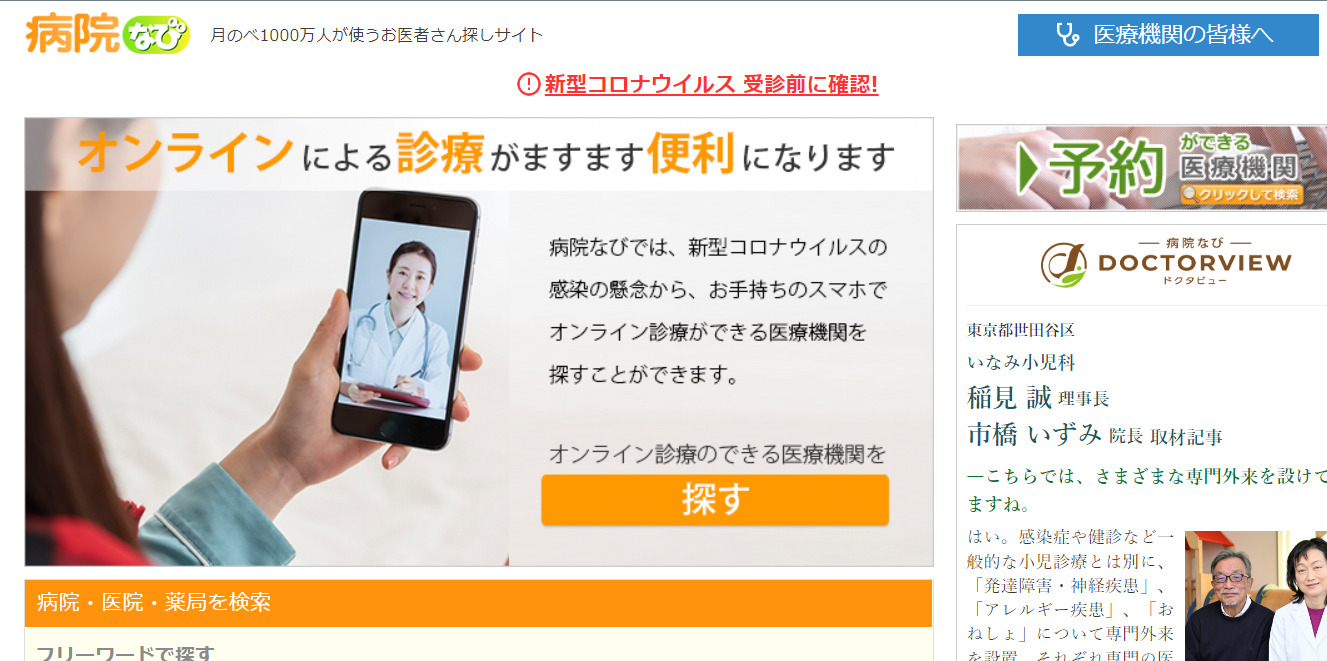 病院なび
月のべ1000万人が使うお医者さん探しサイト
医療機関の皆様へ
新型コロナウイルス 受診前に確認!
オンラインによる診療がますます便利になります
病院なびでは、新型コロナウイルスの
感染の懸念から、お手持ちのスマホで
オンライン診療ができる医療機関を
探すことができます。
オンライン診療のできる医療機関を
探す
病院・医院・薬局を検索
フリーワードで探す
予約
ができる
医療機関
クリックして検索
病院なび
DOCTORVIEW
ドクタビュー
東京都世田谷区
いなみ小児科
稲見 誠 理事長
市橋 いずみ 院長 取材記事
―こちらでは、さまざまな専門外来を設けて
ますね。
はい。感染症や健診など一
般的な小児診療とは別に、
「発達障害・神経疾患」、
「アレルギー疾患」、「お
ねしょ」について専門外来
を設置、それぞれ専門の医